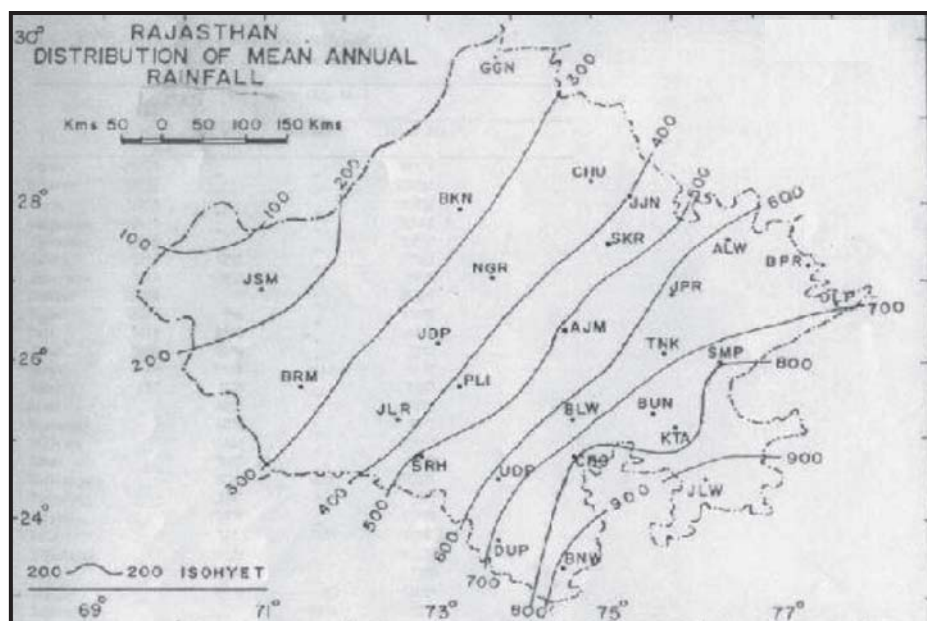 RAJASTHAN
DISTRIBUTION OF MEAN ANNUAL
RAINFALL
Kms 50 0 50 100 150 Kms
30°
28°
26°
24°
GGN
300
400
500
600
200
100
100
CHU
BKN
JJN
SKR
ALW
BPR
JSM
NGR
JPR
DLP
700
JDP
AJM
TNK
SMP
800
200
BRM
PLI
JLR
BLW
BUN
KTA
SRH
UDP
900
300
400
500
900
JLW
600
DUP
BNW
700
800
200 200 ISOHYET
69°
71°
73°
75°
77°